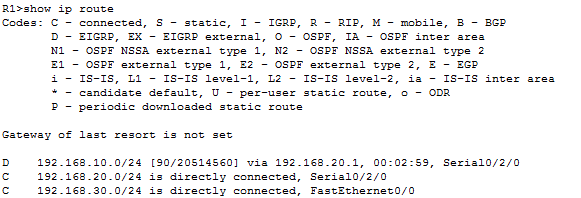 R1>show ip route
Codes: C - connected, S - static, I - IGRP, R - RIP, M - mobile, B - BGP
       D - EIGRP, EX - EIGRP external, O - OSPF, IA - OSPF inter area
       N1 - OSPF NSSA external type 1, N2 - OSPF NSSA external type 2
       E1 - OSPF external type 1, E2 - OSPF external type 2, E - EGP
       i - IS-IS, L1 - IS-IS level-1, L2 - IS-IS level-2, ia - IS-IS inter area
       * - candidate default, U - per-user static route, o - ODR
       P - periodic downloaded static route
Gateway of last resort is not set
D    192.168.10.0/24 [90/20514560] via 192.168.20.1, 00:02:59, Serial0/2/0
C    192.168.20.0/24 is directly connected, Serial0/2/0
C    192.168.30.0/24 is directly connected, FastEthernet0/0